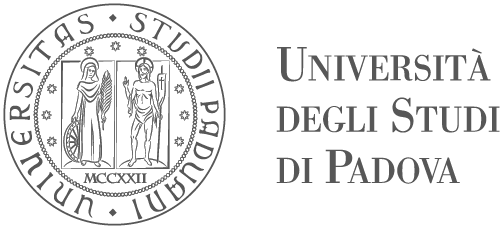 UNIVERSITAS • STUDII PADUANI •
MCCXXII
UNIVERSITÀ
DEGLI STUDI
DI PADOVA